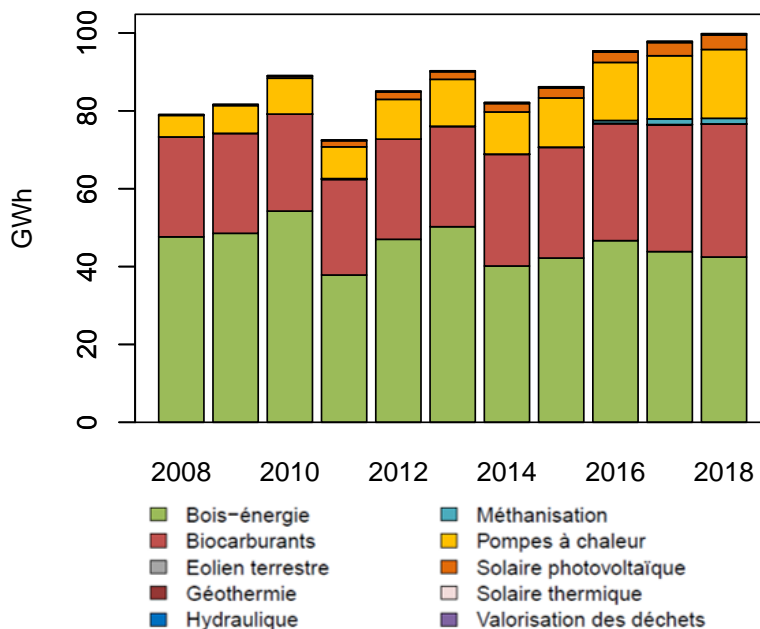 100
80
60
40
20
0
GWh
2008 2010 2012 2014 2016 2018
Bois−énergie
Biocarburants
Eolien terrestre
Géothermie
Hydraulique
Méthanisation
Pompes à chaleur
Solaire photovoltaïque
Solaire thermique
Valorisation des déchets